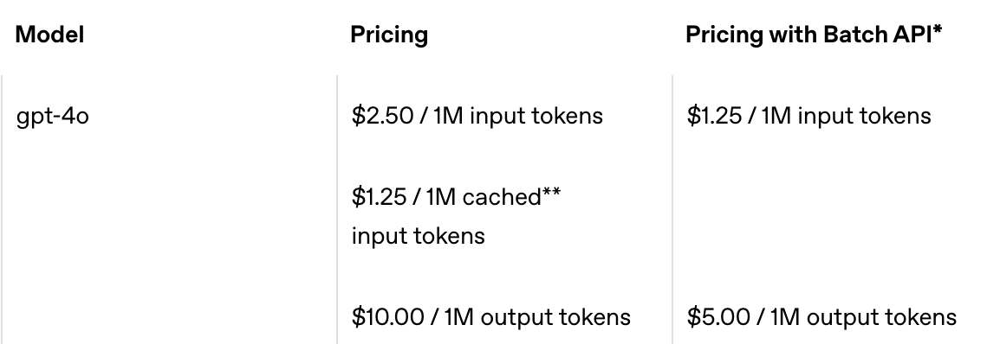 Model Pricing Pricing with Batch API*
gpt-4o $2.50 / 1M input tokens $1.25 / 1M input tokens
$1.25 / 1M cached**
input tokens
$10.00 / 1M output tokens $5.00 / 1M output tokens